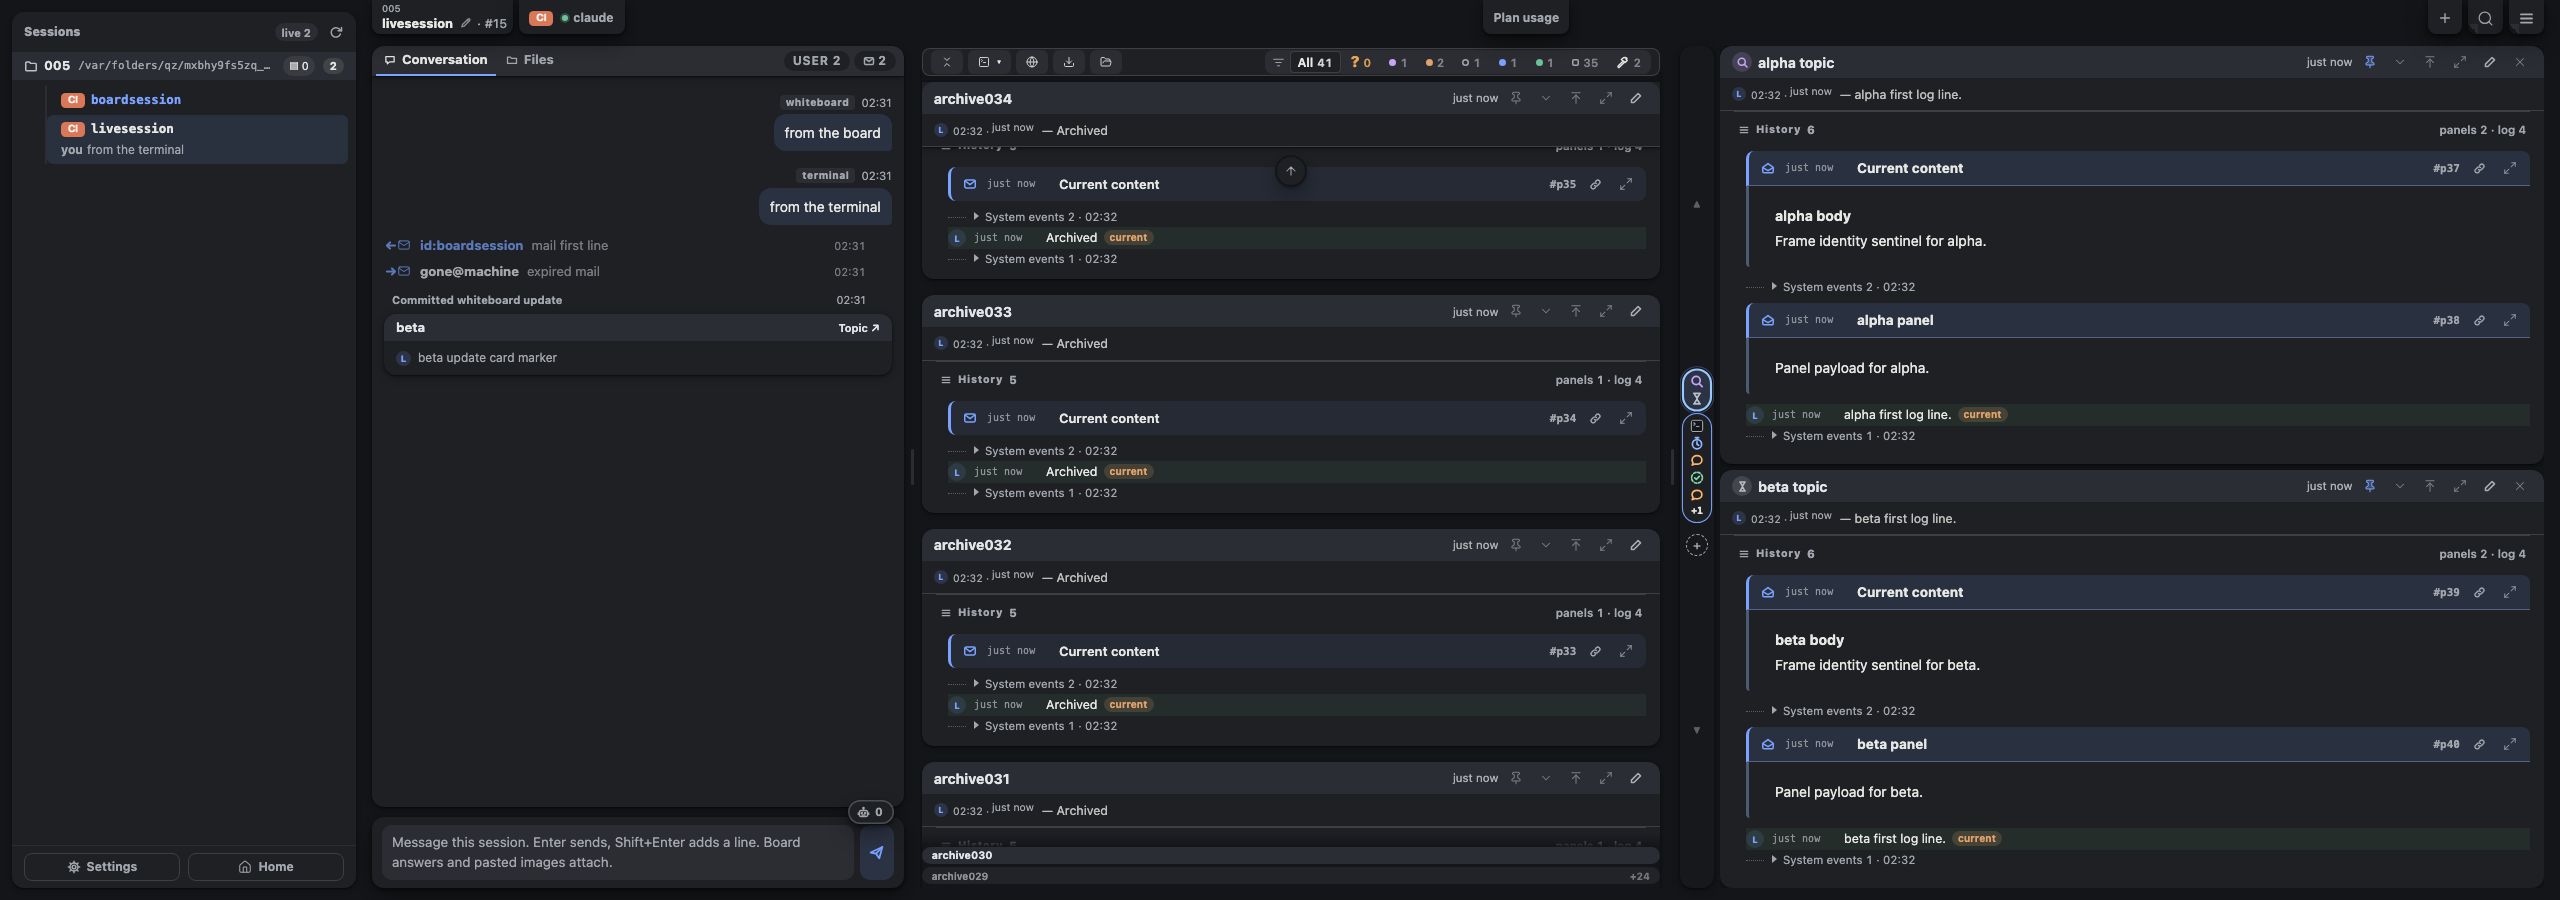 Sessions
live 2
005 /var/folders/qz/mxbhy9fs5zq_… 0 2
CI boardsession
CI livesession
you from the terminal
Settings
Home
005
livesession · #15
CI claude
Plan usage
Conversation
Files
USER 2
2
whiteboard 02:31
from the board
terminal 02:31
from the terminal
id:boardsession mail first line 02:31
gone@machine expired mail 02:31
Committed whiteboard update 02:31
beta Topic
L beta update card marker
0
Message this session. Enter sends, Shift+Enter adds a line. Board
answers and pasted images attach.
All 41 ? 0 1 2 1 1 1 35 2
archive034 just now
L 02:32 · just now — Archived
just now Current content #p35
System events 2 · 02:32
L just now Archived current
System events 1 · 02:32
archive033 just now
L 02:32 · just now — Archived
History 5 panels 1 · log 4
just now Current content #p34
System events 2 · 02:32
L just now Archived current
System events 1 · 02:32
archive032 just now
L 02:32 · just now — Archived
History 5 panels 1 · log 4
just now Current content #p33
System events 2 · 02:32
L just now Archived current
System events 1 · 02:32
archive031 just now
L 02:32 · just now — Archived
archive030
archive029 +24
+1
alpha topic just now
L 02:32 · just now — alpha first log line.
History 6 panels 2 · log 4
just now Current content #p37
alpha body
Frame identity sentinel for alpha.
System events 2 · 02:32
just now alpha panel #p38
Panel payload for alpha.
L just now alpha first log line. current
System events 1 · 02:32
beta topic just now
L 02:32 · just now — beta first log line.
History 6 panels 2 · log 4
just now Current content #p39
beta body
Frame identity sentinel for beta.
System events 2 · 02:32
just now beta panel #p40
Panel payload for beta.
L just now beta first log line. current
System events 1 · 02:32